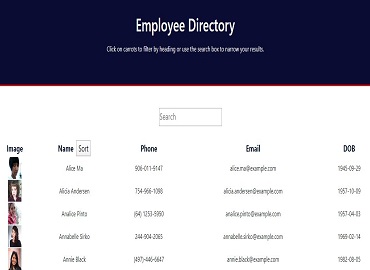 Employee Directory
Click on carrots to filter by heading or use the search box to narrow your results.
Search
Image Name Sort Phone Email DOB
Alice Ma 906-011-9147 alice.ma@example.com 1945-09-29
Alicia Andersen 754-966-1098 alicia.andersen@example.com 1957-10-09
Analice Pinto (64) 1253-5950 analice.pinto@example.com 1957-04-03
Annabelle Sirko 244-904-2065 annabelle.sirko@example.com 1969-02-14
Annie Black (497)-446-6647 annie.black@example.com 1982-08-05